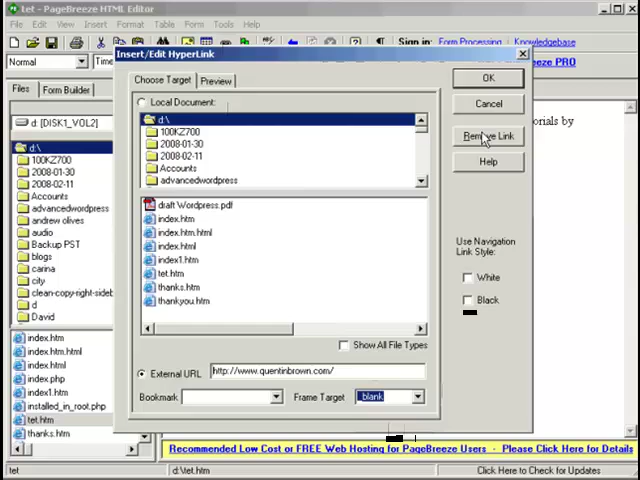 tet - PageBreeze HTML Editor
File Edit View Insert Format Table Form Tools Help
Sign in: Form Processing Knowledgebase
Normal Time
eeze PRO
Files Form Builder
d: [DISK1_VOL2]
d:\
100KZ700
2008-01-30
2008-02-11
Accounts
advancedwordpress
andrew olives
audio
Backup PST
blogs
carina
city
clean-copy-right-sideb
d
David
index.htm
index.htm.html
index.html
index.php
index1.htm
installed_in_root.php
tet.htm
thanks.htm
orials by
Insert/Edit HyperLink
Choose Target Preview
Local Document:
d:\
100KZ700
2008-01-30
2008-02-11
Accounts
advancedwordpress
draft Wordpress.pdf
index.htm
index.htm.html
index.html
index1.htm
tet.htm
thanks.htm
thankyou.htm
Show All File Types
External URL http://www.quentinbrown.com/
Bookmark Frame Target _blank
OK
Cancel
Remove Link
Help
Use Navigation
Link Style:
White
Black
Recommended Low Cost or FREE Web Hosting for PageBreeze Users - Please Click Here for Details
tet d:\tet.htm Click Here to Check for Updates